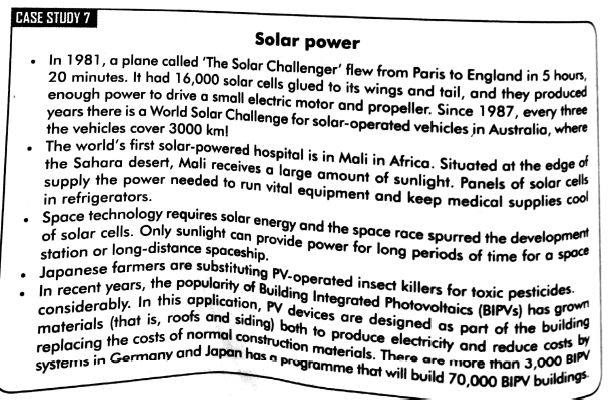 CASE STUDY 7
Solar power
• In 1981, a plane called 'The Solar Challenger' flew from Paris to England in 5 hours,
20 minutes. It had 16,000 solar cells glued to its wings and tail, and they produced
enough power to drive a small electric motor and propeller. Since 1987, every three
years there is a World Solar Challenge for solar-operated vehicles in Australia, where
the vehicles cover 3000 km!
• The world's first solar-powered hospital is in Mali in Africa. Situated at the edge of
the Sahara desert, Mali receives a large amount of sunlight. Panels of solar cells
supply the power needed to run vital equipment and keep medical supplies cool
in refrigerators.
• Space technology requires solar energy and the space race spurred the development
of solar cells. Only sunlight can provide power for long periods of time for a space
station or long-distance spaceship.
• Japanese farmers are substituting PV-operated insect killers for toxic pesticides.
• In recent years, the popularity of Building Integrated Photovoltaics (BIPVs) has grown
considerably. In this application, PV devices are designed as part of the building
materials (that is, roofs and siding) both to produce electricity and reduce costs by
replacing the costs of normal construction materials. There are more than 3,000 BIPV
systems in Germany and Japan has a programme that will build 70,000 BIPV buildings.